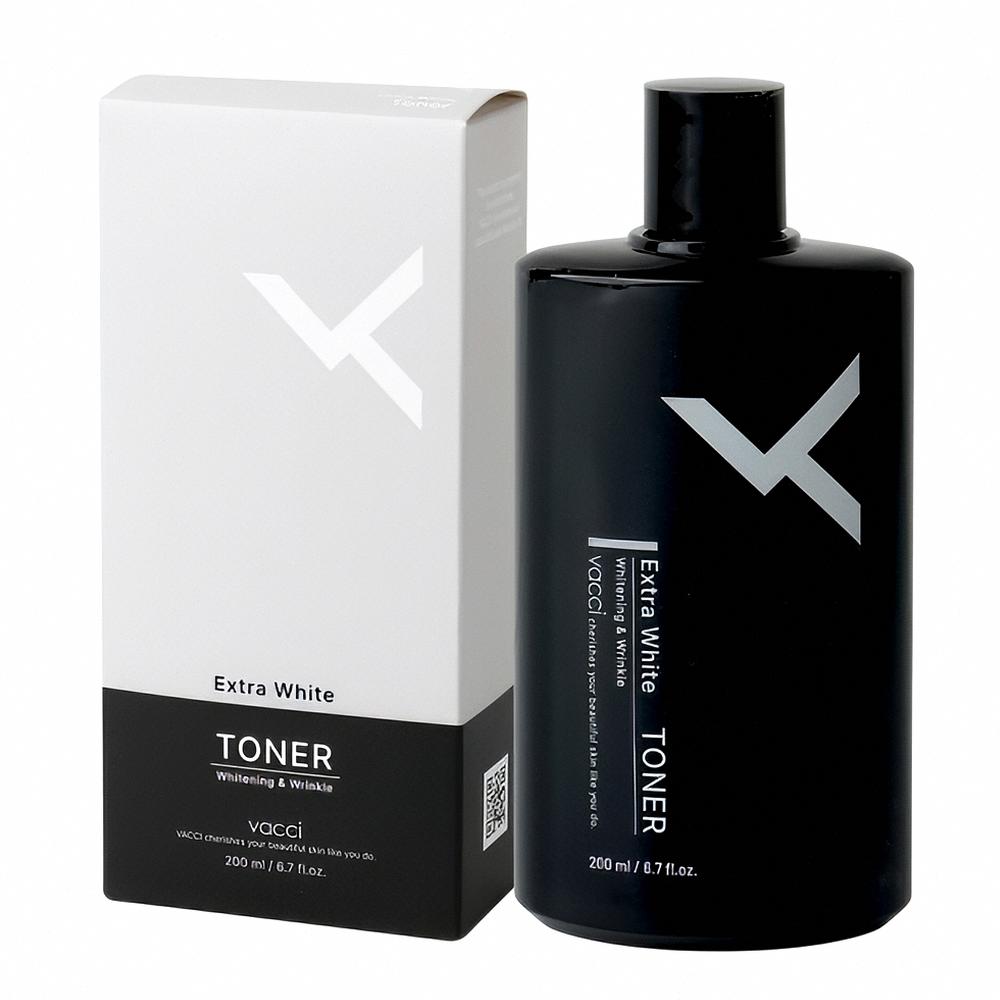 Extra White
TONER
Whitening & Wrinkle
vacci
VACCI cherishes your beautiful skin like you do.
200 ml / 6.7 fl.oz.
Extra White TONER
Whitening & Wrinkle
vacci cherishes your beautiful skin like you do.
200 ml / 6.7 fl.oz.